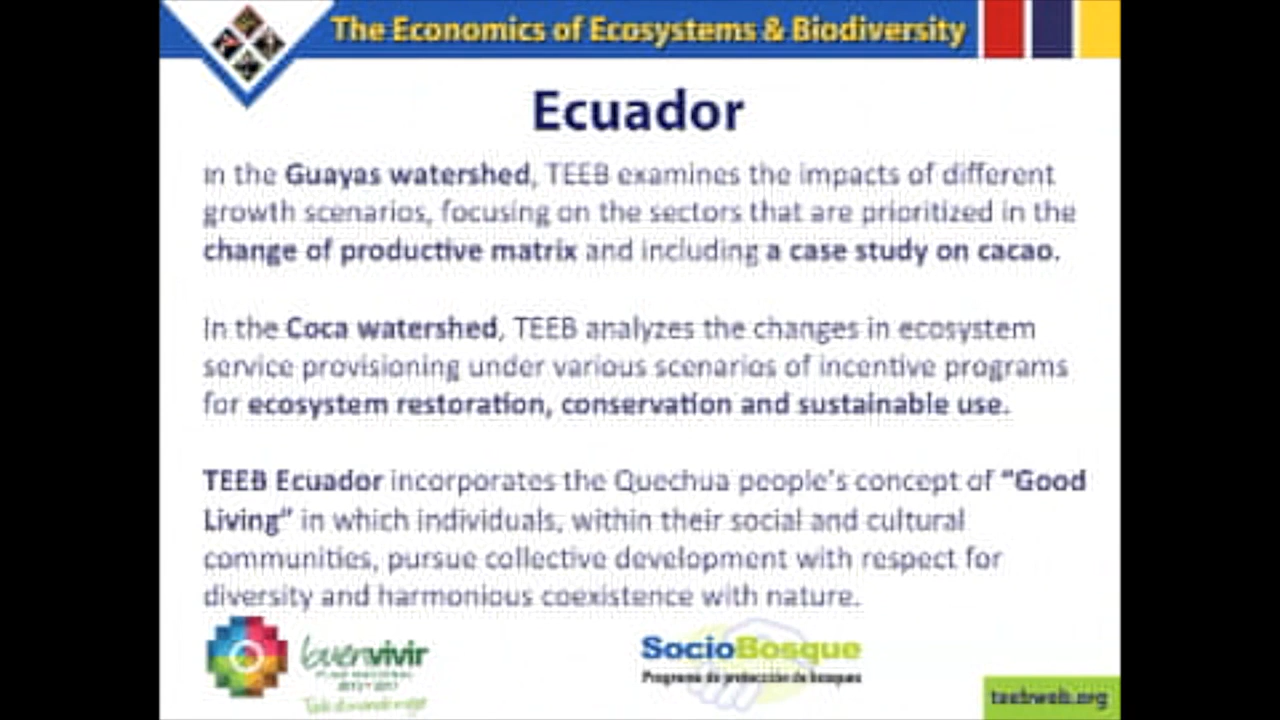 The Economics of Ecosystems & Biodiversity
Ecuador
In the Guayas watershed, TEEB examines the impacts of different
growth scenarios, focusing on the sectors that are prioritized in the
change of productive matrix and including a case study on cacao.
In the Coca watershed, TEEB analyzes the changes in ecosystem
service provisioning under various scenarios of incentive programs
for ecosystem restoration, conservation and sustainable use.
TEEB Ecuador incorporates the Quechua people's concept of "Good
Living" in which individuals, within their social and cultural
communities, pursue collective development with respect for
diversity and harmonious coexistence with nature.
buenvivir
PLAN NACIONAL
2013 • 2017
SocioBosque
Programa de protección de bosques
teebweb.org